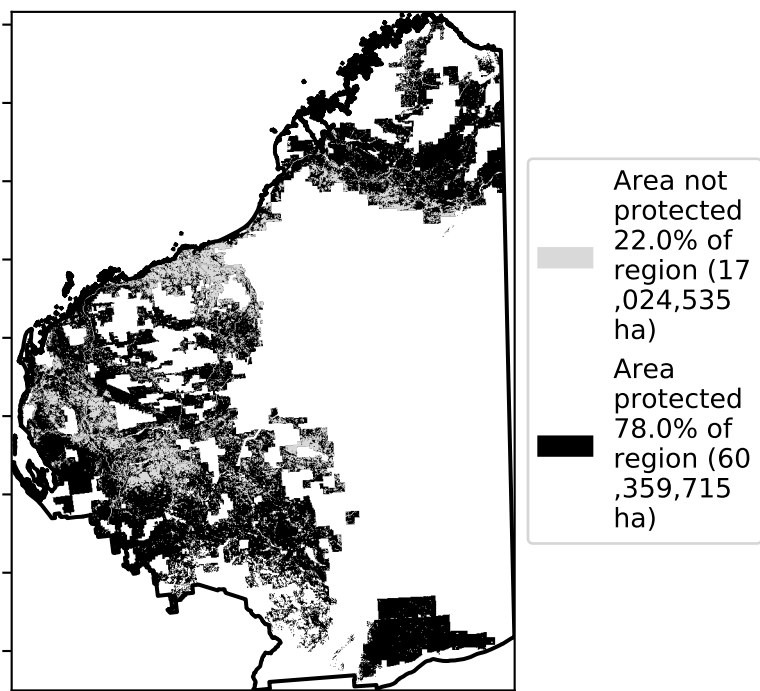 Area not
protected
22.0% of
region (17
,024,535
ha)
Area
protected
78.0% of
region (60
,359,715
ha)